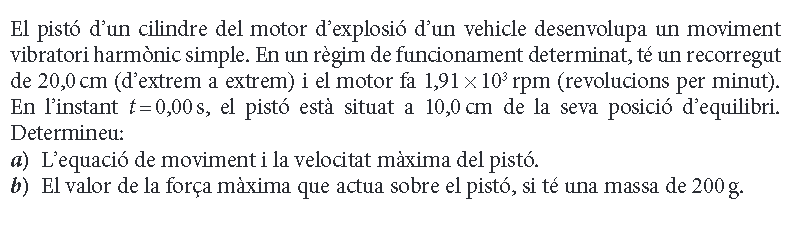 El pistó d’un cilindre del motor d’explosió d’un vehicle desenvolupa un moviment
vibratori harmònic simple. En un règim de funcionament determinat, té un recorregut
de 20,0 cm (d’extrem a extrem) i el motor fa 1,91 × 10³ rpm (revolucions per minut).
En l’instant t = 0,00 s, el pistó està situat a 10,0 cm de la seva posició d’equilibri.
Determineu:
a) L’equació de moviment i la velocitat màxima del pistó.
b) El valor de la força màxima que actua sobre el pistó, si té una massa de 200 g.